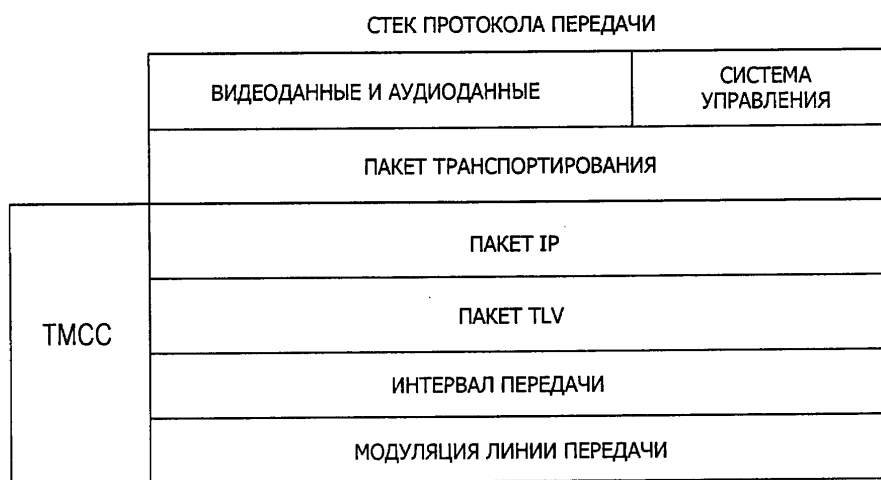 СТЕК ПРОТОКОЛА ПЕРЕДАЧИ
ВИДЕОДАННЫЕ И АУДИОДАННЫЕ
СИСТЕМА
УПРАВЛЕНИЯ
ПАКЕТ ТРАНСПОРТИРОВАНИЯ
ПАКЕТ IP
ПАКЕТ TLV
TMCC
ИНТЕРВАЛ ПЕРЕДАЧИ
МОДУЛЯЦИЯ ЛИНИИ ПЕРЕДАЧИ